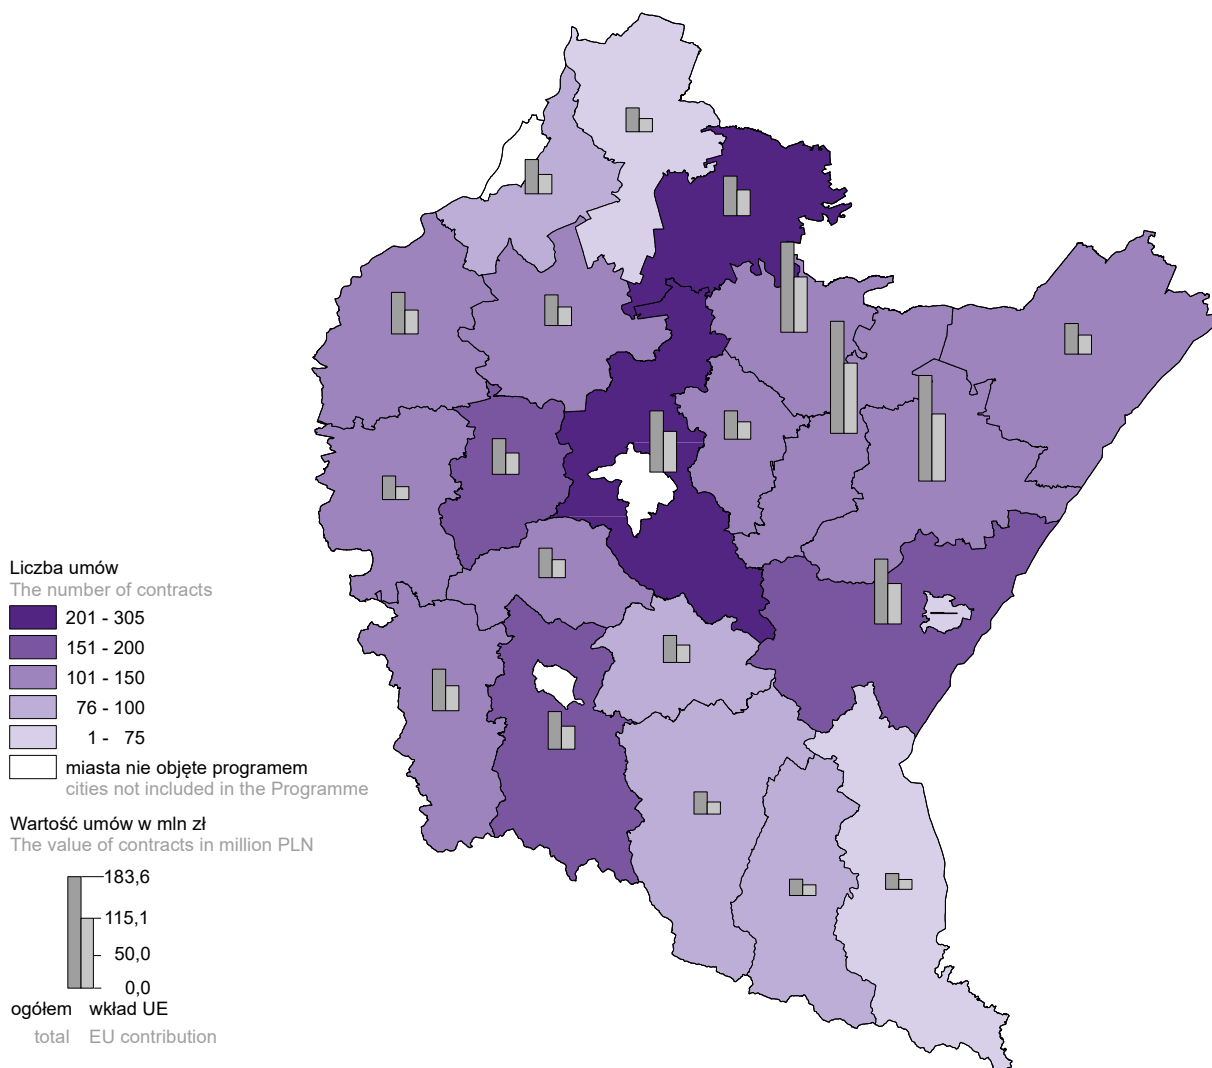 Liczba umów
The number of contracts
201 - 305
151 - 200
101 - 150
76 - 100
1 - 75
miasta nie objęte programem
cities not included in the Programme
Wartość umów w mln zł
The value of contracts in million PLN
183,6
115,1
50,0
0,0
ogółem wkład UE
total EU contribution